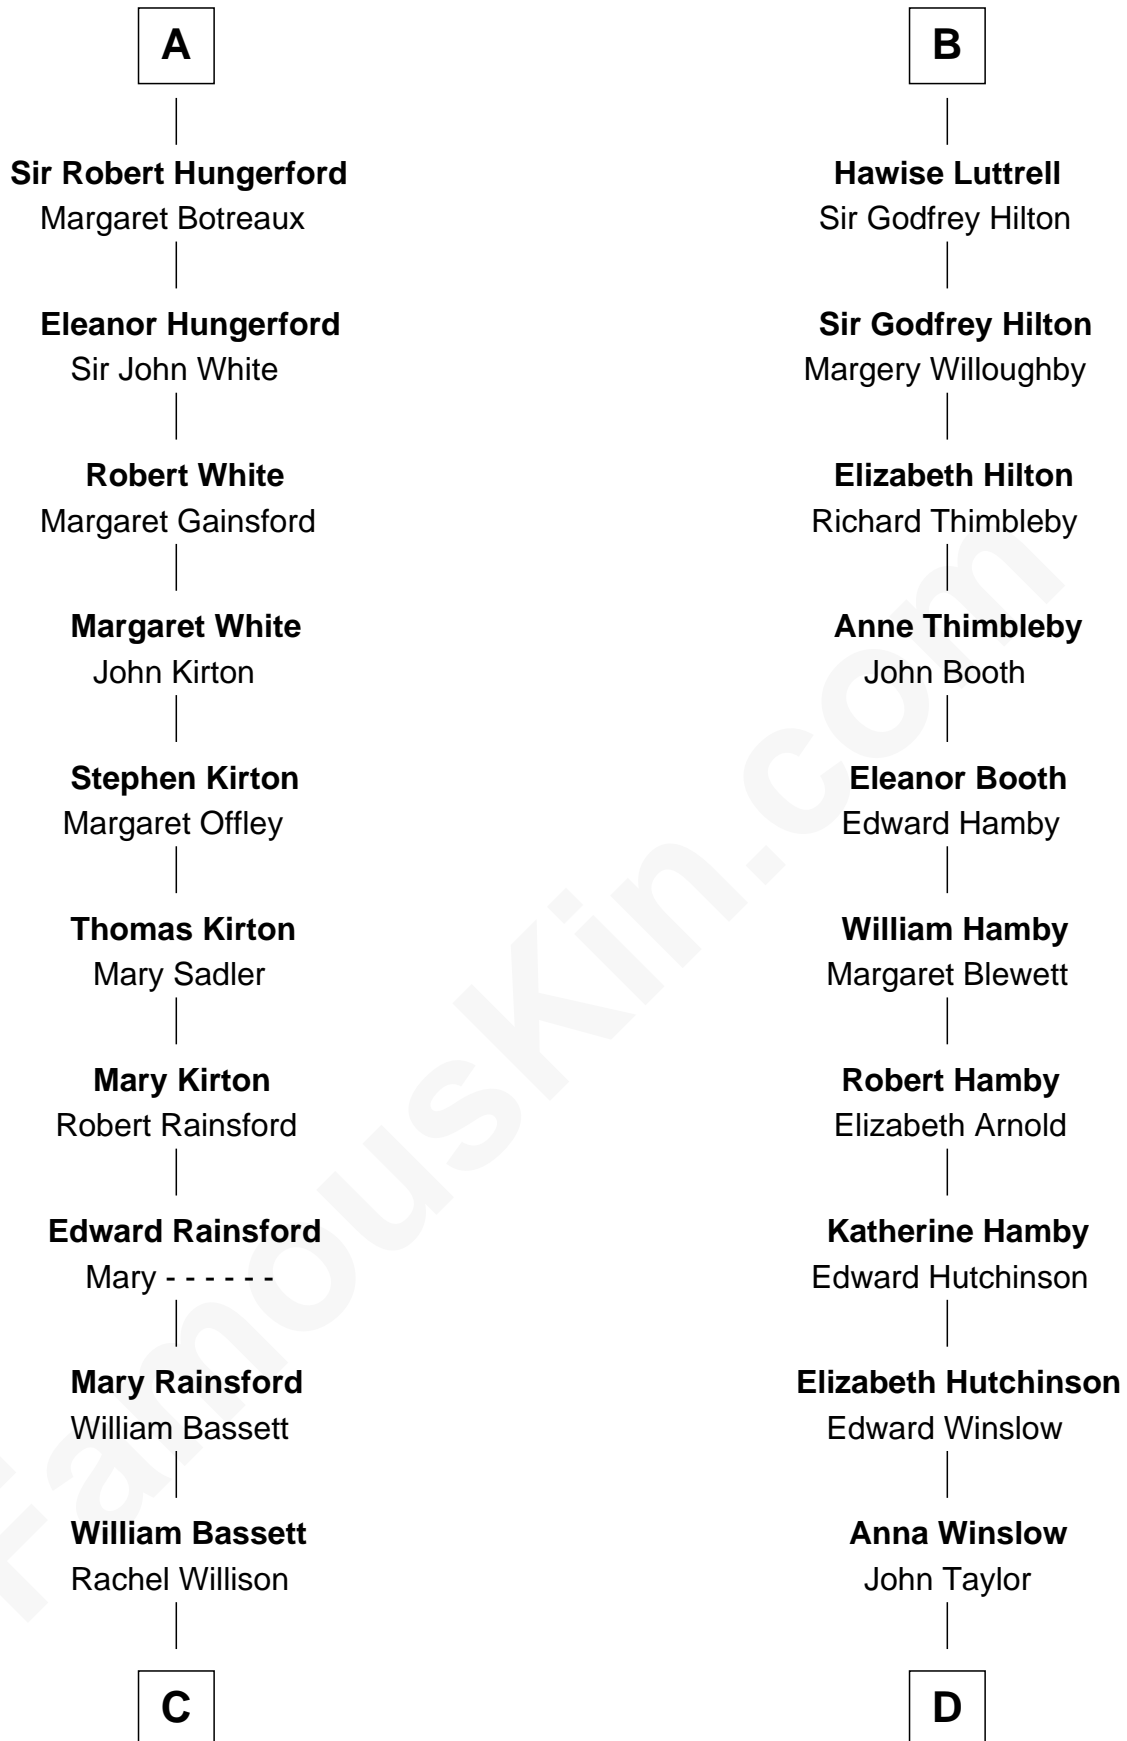 A
Sir Robert Hungerford
Margaret Botreaux
Eleanor Hungerford
Sir John White
Robert White
Margaret Gainsford
Margaret White
John Kirton
Stephen Kirton
Margaret Offley
Thomas Kirton
Mary Sadler
Mary Kirton
Robert Rainsford
Edward Rainsford
Mary - - - - - -
Mary Rainsford
William Bassett
William Bassett
Rachel Willison
C
B
Hawise Luttrell
Sir Godfrey Hilton
Sir Godfrey Hilton
Margery Willoughby
Elizabeth Hilton
Richard Thimbleby
Anne Thimbleby
John Booth
Eleanor Booth
Edward Hamby
William Hamby
Margaret Blewett
Robert Hamby
Elizabeth Arnold
Katherine Hamby
Edward Hutchinson
Elizabeth Hutchinson
Edward Winslow
Anna Winslow
John Taylor
D
FamousKin.com